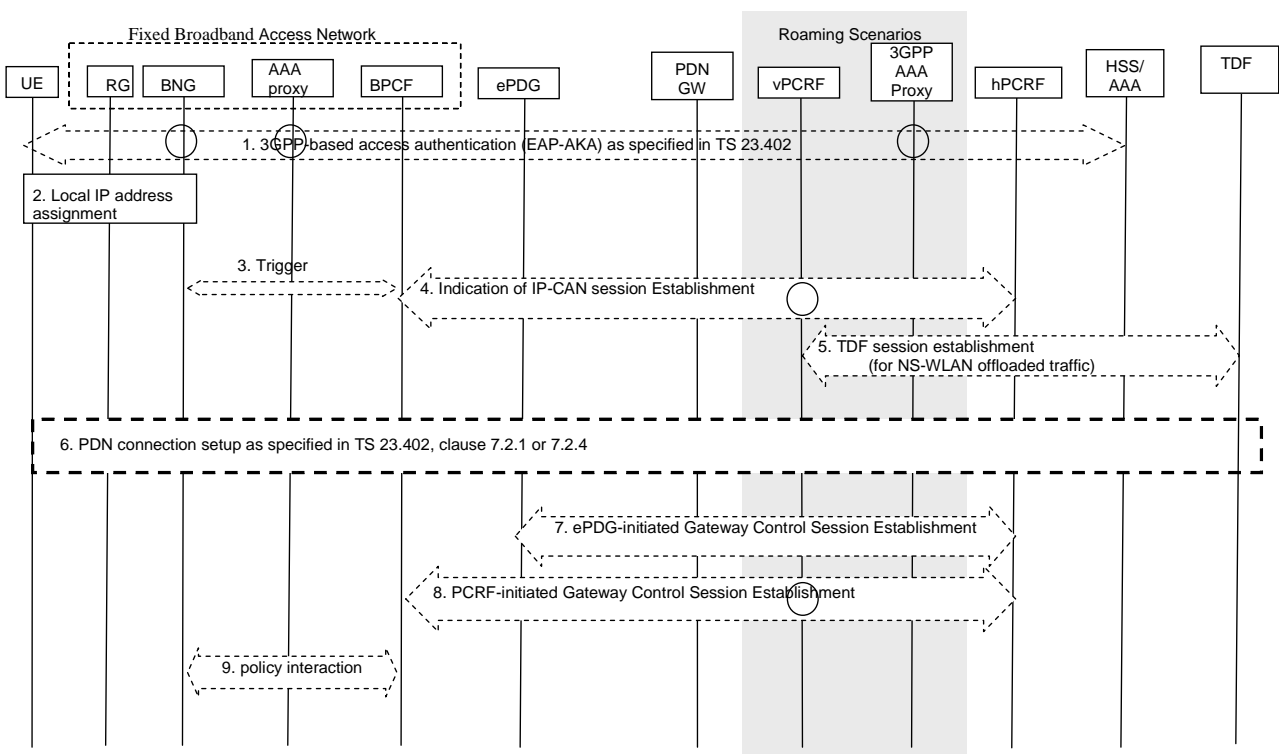 Fixed Broadband Access Network
Roaming Scenarios
UE
RG
BNG
AAA
proxy
BPCF
ePDG
PDN
GW
vPCRF
3GPP
AAA
Proxy
hPCRF
HSS/
AAA
TDF
1. 3GPP-based access authentication (EAP-AKA) as specified in TS 23.402
2. Local IP address
assignment
3. Trigger
4. Indication of IP-CAN session Establishment
5. TDF session establishment
(for NS-WLAN offloaded traffic)
6. PDN connection setup as specified in TS 23.402, clause 7.2.1 or 7.2.4
7. ePDG-initiated Gateway Control Session Establishment
8. PCRF-initiated Gateway Control Session Establishment
9. policy interaction